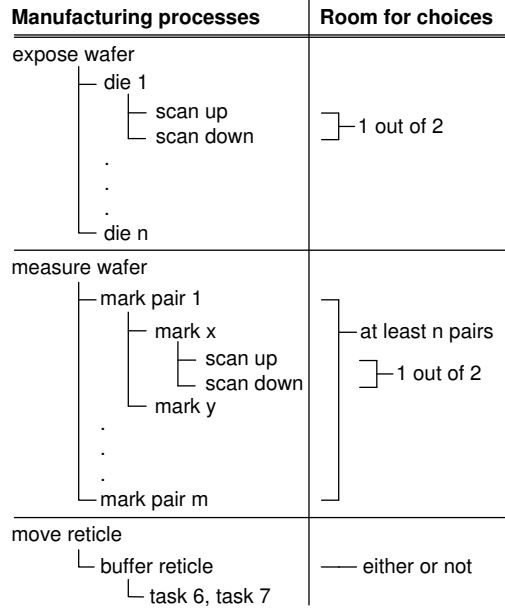 Manufacturing processes Room for choices
expose wafer
die 1
scan up
scan down
1 out of 2
.
.
.
die n
measure wafer
mark pair 1
mark x
at least n pairs
scan up
scan down
1 out of 2
mark y
.
.
.
mark pair m
move reticle
buffer reticle either or not
task 6, task 7